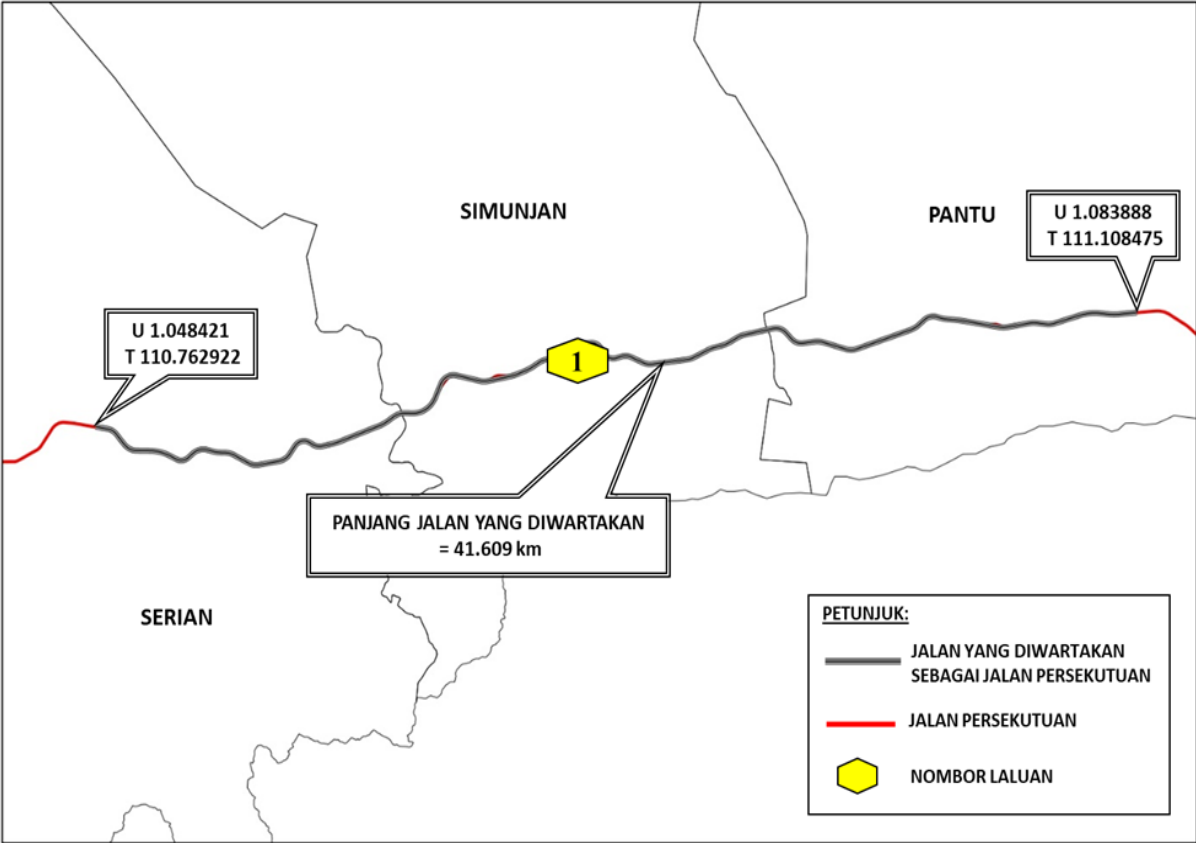 SIMUNJAN
PANTU
U 1.083888
T 111.108475
U 1.048421
T 110.762922
1
PANJANG JALAN YANG DIWARTAKAN
= 41.609 km
SERIAN
PETUNJUK:
JALAN YANG DIWARTAKAN
SEBAGAI JALAN PERSEKUTUAN
JALAN PERSEKUTUAN
NOMBOR LALUAN